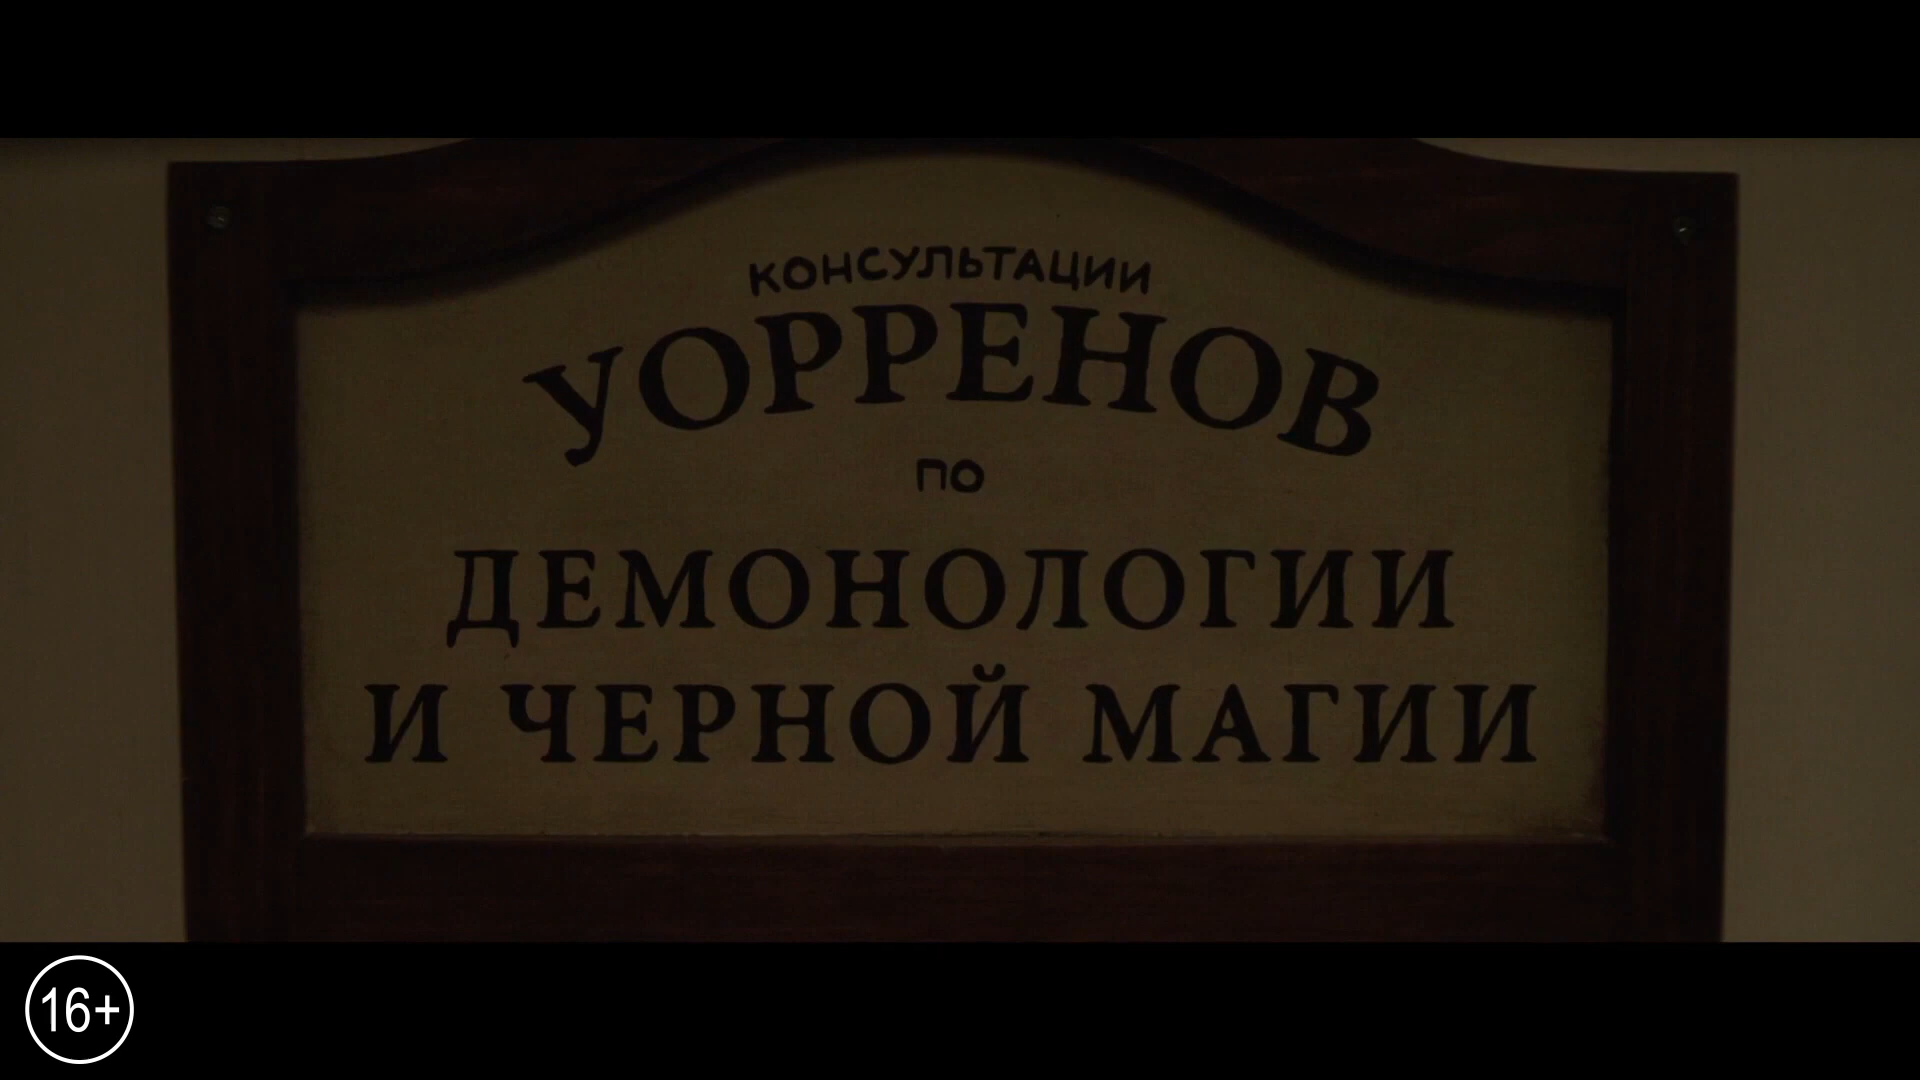 КОНСУЛЬТАЦИИ
УОРРЕНОВ
ПО
ДЕМОНОЛОГИИ
И ЧЕРНОЙ МАГИИ
16+